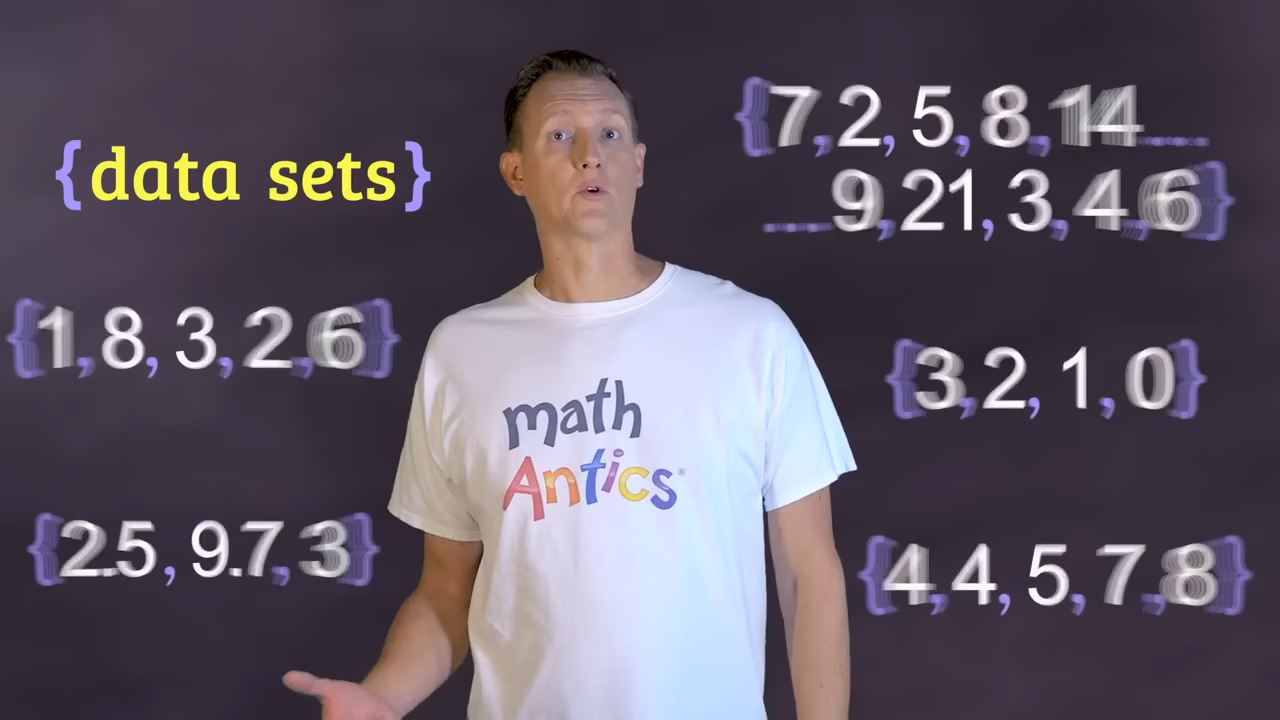 {data sets}
{1, 8, 3, 2, 6}
{2.5, 9.7, 3}
math
Antics®
{7, 2, 5, 8, 14
9, 21, 3, 4, 6}
{3, 2, 1, 0}
{4, 4, 5, 7, 8}